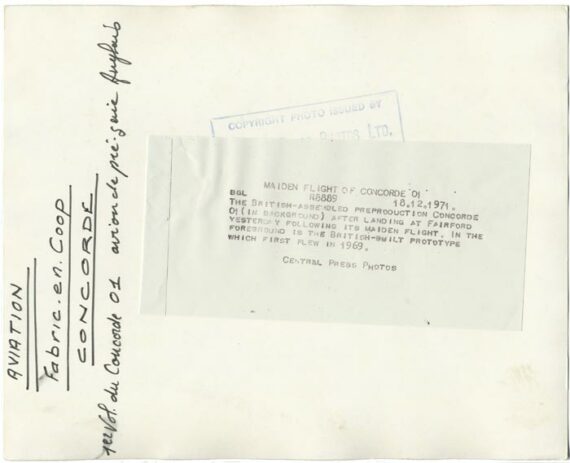 AVIATION
Fabric. en. Coop
CONCORDE
1er Vol. du Concorde 01 avion de pré-série Anglais
COPYRIGHT PHOTO ISSUED BY
PHOTOS LTD.
MAIDEN FLIGHT OF CONCORDE 01
BGL R8889 18.12.1971.
THE BRITISH-ASSEMBLED PREPRODUCTION CONCORDE
01 (IN BACKGROUND) AFTER LANDING AT FAIRFORD
YESTERDAY FOLLOWING ITS MAIDEN FLIGHT. IN THE
FOREGROUND IS THE BRITISH-BUILT PROTOTYPE
WHICH FIRST FLEW IN 1969.
CENTRAL PRESS PHOTOS